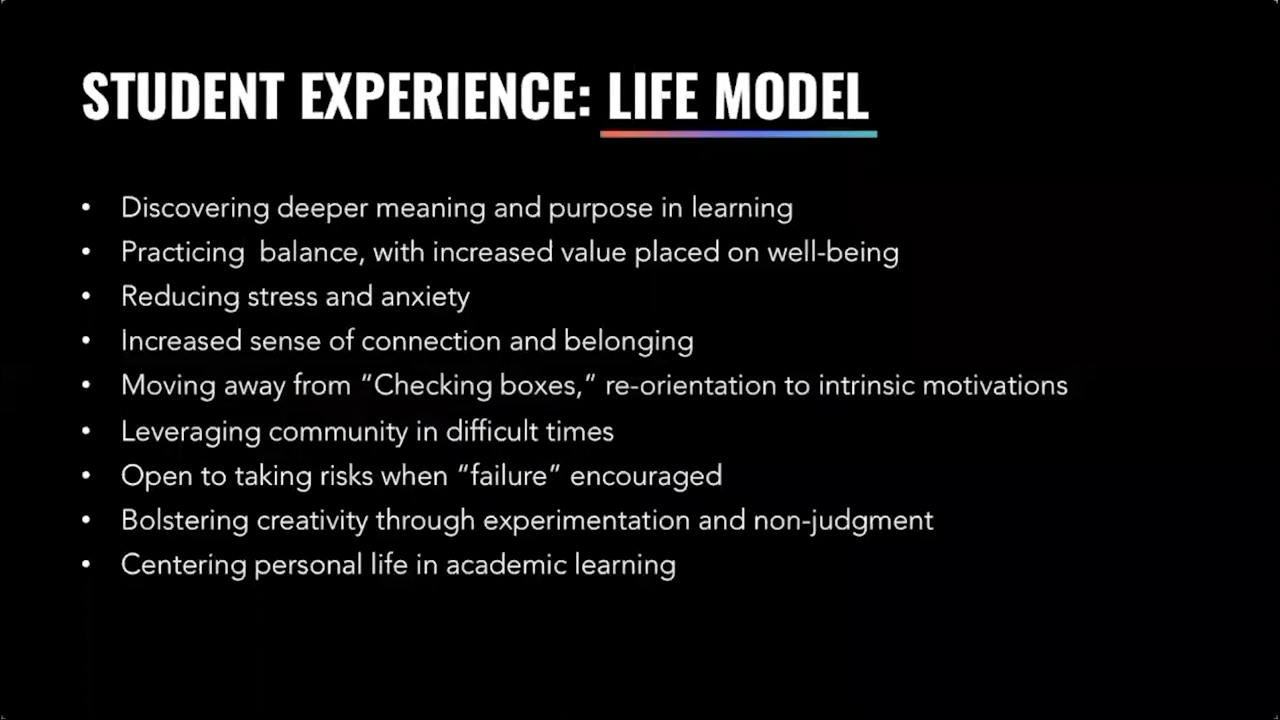 STUDENT EXPERIENCE: LIFE MODEL
• Discovering deeper meaning and purpose in learning
• Practicing  balance, with increased value placed on well-being
• Reducing stress and anxiety
• Increased sense of connection and belonging
• Moving away from “Checking boxes,” re-orientation to intrinsic motivations
• Leveraging community in difficult times
• Open to taking risks when “failure” encouraged
• Bolstering creativity through experimentation and non-judgment
• Centering personal life in academic learning